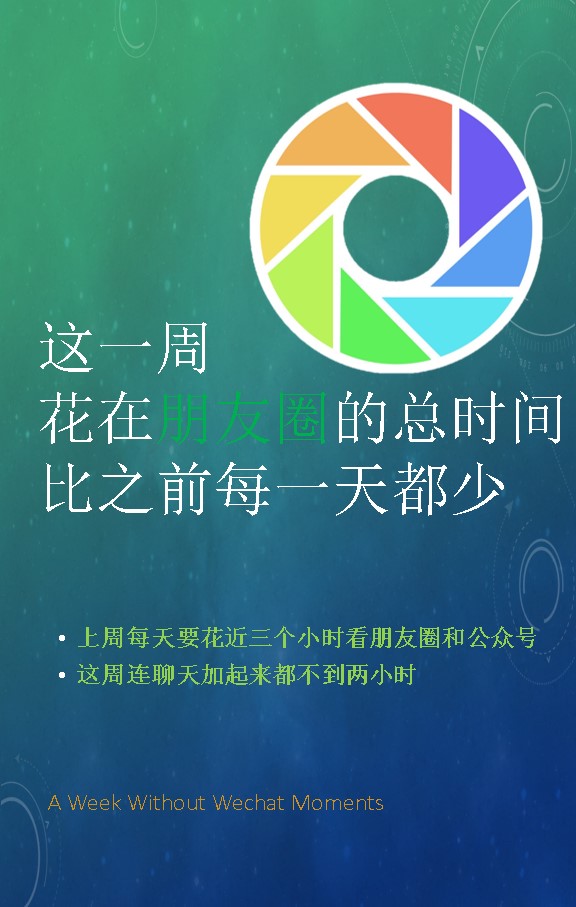 这一周
花在朋友圈的总时间
比之前每一天都少
• 上周每天要花近三个小时看朋友圈和公众号
• 这周连聊天加起来都不到两小时
A Week Without Wechat Moments